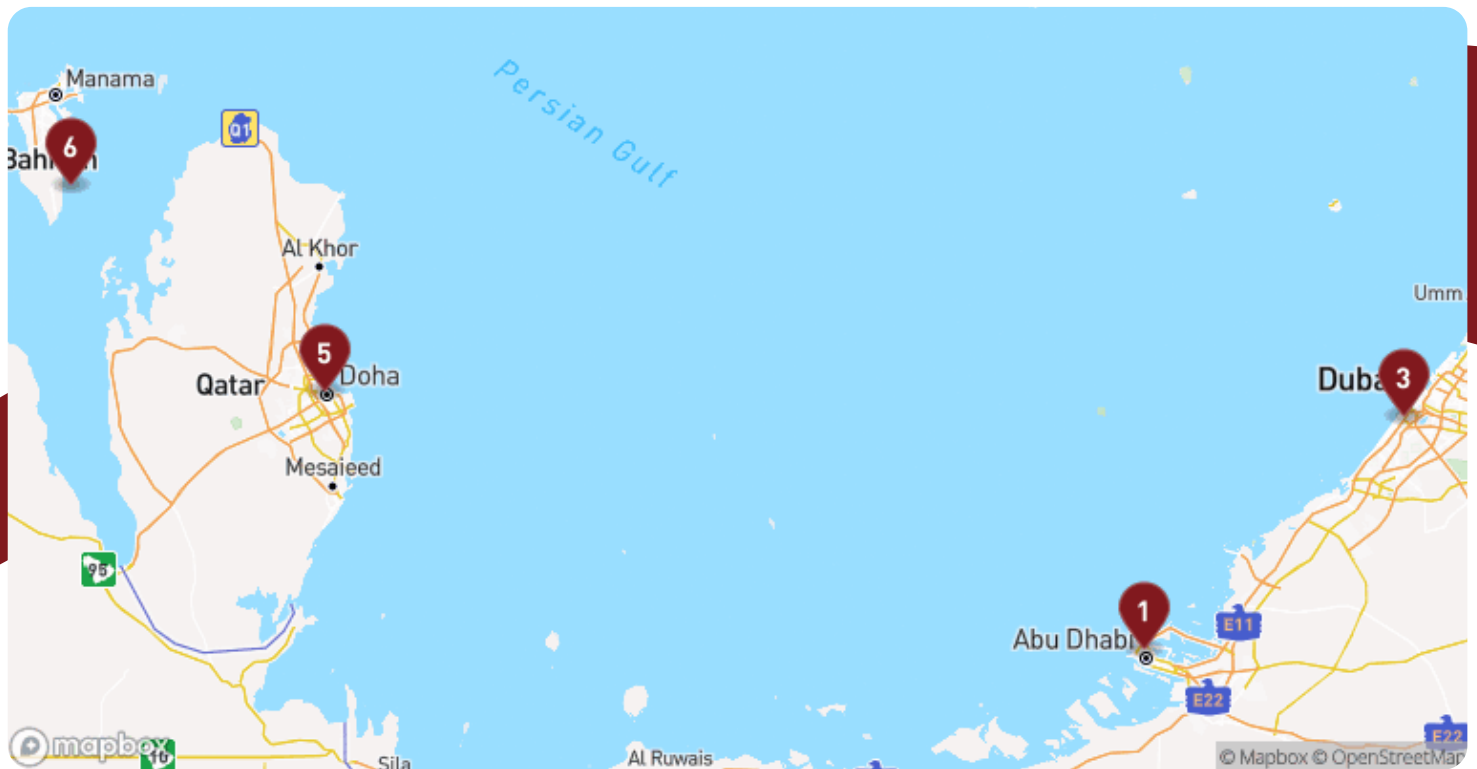 Manama
Persian Gulf
Q1
6
Bahrain
Al Khor
Umm
5
Doha
Qatar
3
Dubai
Mesaieed
95
1
E11
Abu Dhabi
E22
E22
mapbox
10
Sila
Al Ruwais
© Mapbox © OpenStreetMap